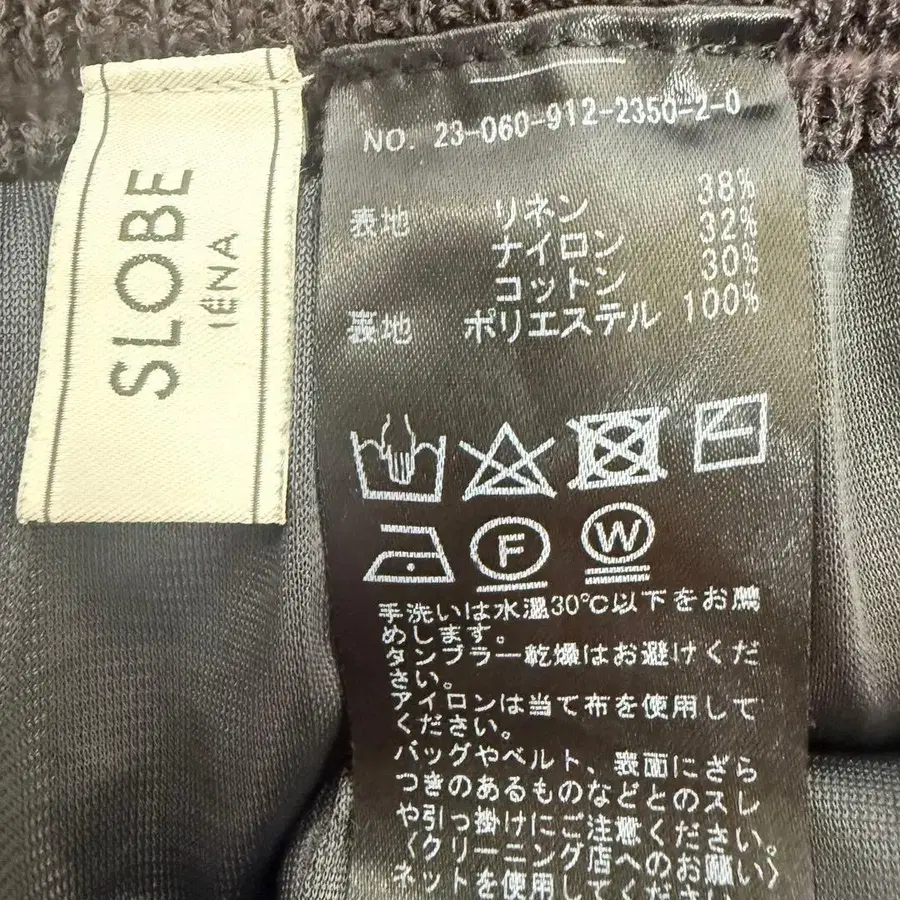 SLOBE
IÉNA
NO. 23-060-912-2350-2-0
表地 リネン 38%
ナイロン 32%
コットン 30%
裏地 ポリエステル 100%
F
W
手洗いは水温30℃以下をお薦
めします。
タンブラー乾燥はお避けくだ
さい。
アイロンは当て布を使用して
ください。
バッグやベルト、表面にざら
つきのあるものなどとのスレ
や引っ掛けにご注意ください。
〈クリーニング店へのお願い〉
ネットを使用してください。